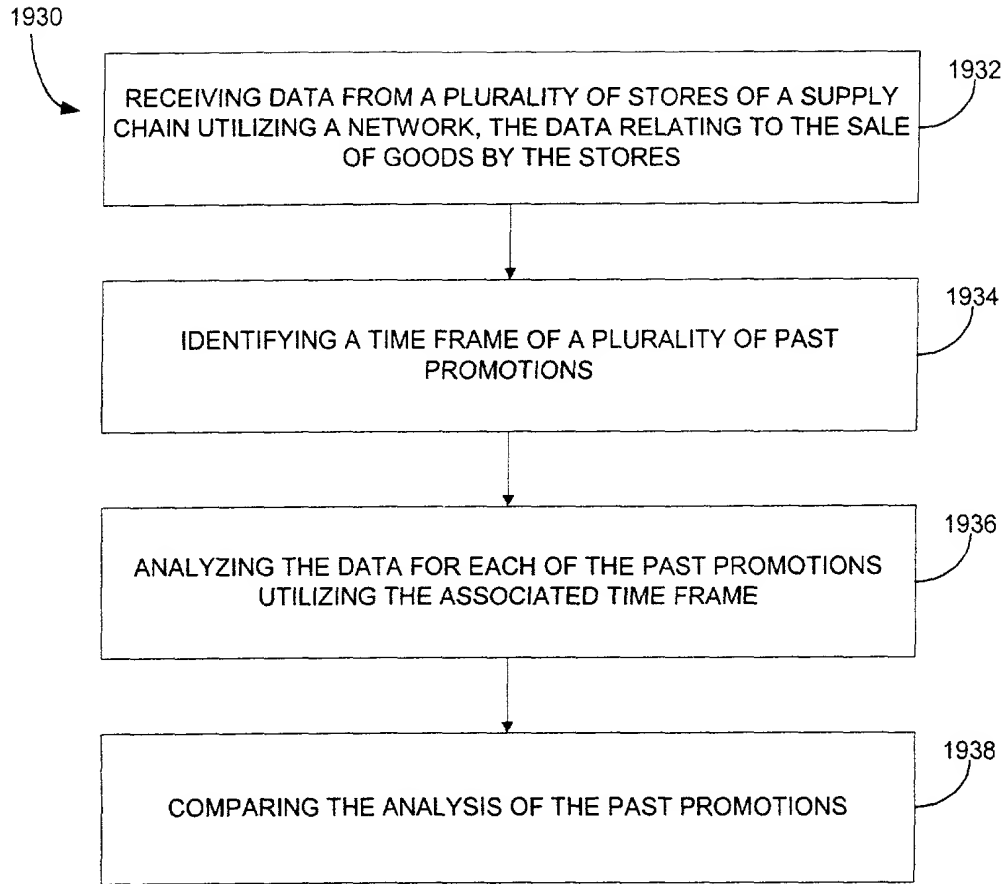 1930
1932
RECEIVING DATA FROM A PLURALITY OF STORES OF A SUPPLY
CHAIN UTILIZING A NETWORK, THE DATA RELATING TO THE SALE
OF GOODS BY THE STORES
1934
IDENTIFYING A TIME FRAME OF A PLURALITY OF PAST
PROMOTIONS
1936
ANALYZING THE DATA FOR EACH OF THE PAST PROMOTIONS
UTILIZING THE ASSOCIATED TIME FRAME
1938
COMPARING THE ANALYSIS OF THE PAST PROMOTIONS